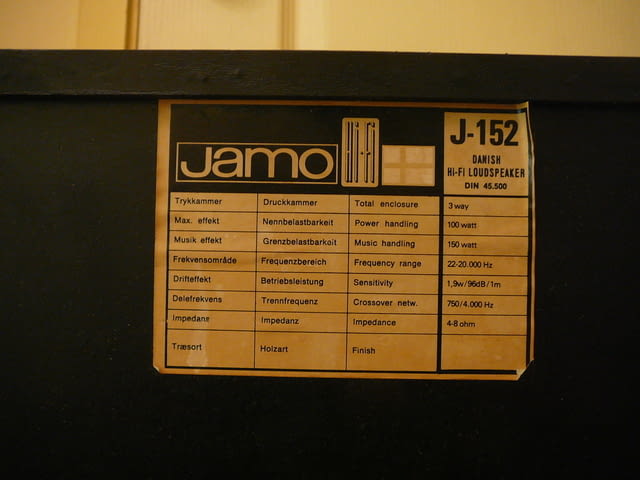 Jamo
Hi-Fi
J-152
DANISH
Hi-Fi LOUDSPEAKER
DIN 45.500
Trykkammer Druckkammer Total enclosure 3 way
Max. effekt Nennbelastbarkeit Power handling 100 watt
Musik effekt Grenzbelastbarkeit Music handling 150 watt
Frekvensområde Frequenzbereich Frequency range 22-20.000 Hz
Drifteffekt Betriebsleistung Sensitivity 1,9w/96dB/1m
Delefrekvens Trennfrequenz Crossover netw. 750/4.000 Hz
Impedans Impedanz Impedance 4-8 ohm
Træsort Holzart Finish